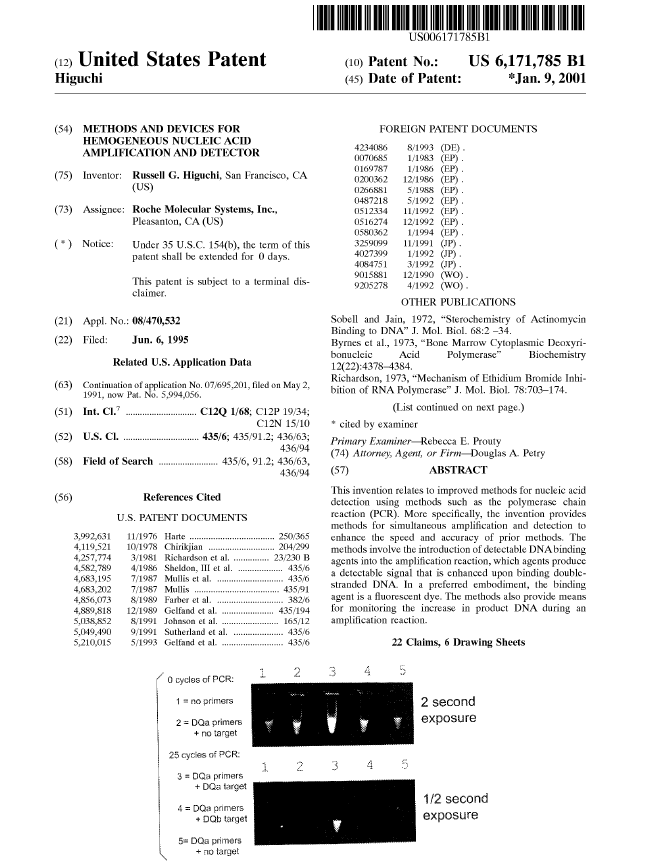 US006171785B1
(12) United States Patent
Higuchi
(10) Patent No.: US 6,171,785 B1
(45) Date of Patent: *Jan. 9, 2001
(54) METHODS AND DEVICES FOR
HEMOGENEOUS NUCLEIC ACID
AMPLIFICATION AND DETECTOR
(75) Inventor: Russell G. Higuchi, San Francisco, CA
(US)
(73) Assignee: Roche Molecular Systems, Inc.,
Pleasanton, CA (US)
( * ) Notice: Under 35 U.S.C. 154(b), the term of this
patent shall be extended for 0 days.
This patent is subject to a terminal dis-
claimer.
(21) Appl. No.: 08/470,532
(22) Filed: Jun. 6, 1995
Related U.S. Application Data
(63) Continuation of application No. 07/695,201, filed on May 2,
1991, now Pat. No. 5,994,056.
(51) Int. Cl.7 ............................ C12Q 1/68; C12P 19/34;
C12N 15/10
(52) U.S. Cl. ............................ 435/6; 435/91.2; 436/63;
436/94
(58) Field of Search ...................... 435/6, 91.2; 436/63,
436/94
(56) References Cited
U.S. PATENT DOCUMENTS
3,992,631 11/1976 Harte .............................. 250/365
4,119,521 10/1978 Chirikjian ........................ 204/299
4,257,774 3/1981 Richardson et al. ............. 23/230 B
4,582,789 4/1986 Sheldon, III et al. ............... 435/6
4,683,195 7/1987 Mullis et al. ........................ 435/6
4,683,202 7/1987 Mullis .............................. 435/91
4,856,073 8/1989 Farber et al. ........................ 382/6
4,889,818 12/1989 Gelfand et al. .................. 435/194
5,038,852 8/1991 Johnson et al. .................... 165/12
5,049,490 9/1991 Sutherland et al. .................. 435/6
5,210,015 5/1993 Gelfand et al. ...................... 435/6
FOREIGN PATENT DOCUMENTS
4234086 8/1993 (DE) .
0070685 1/1983 (EP) .
0169787 1/1986 (EP) .
0200362 12/1986 (EP) .
0266881 5/1988 (EP) .
0487218 5/1992 (EP) .
0512334 11/1992 (EP) .
0516274 12/1992 (EP) .
0580362 1/1994 (EP) .
3259099 11/1991 (JP) .
4027399 1/1992 (JP) .
4084751 3/1992 (JP) .
9015881 12/1990 (WO) .
9205278 4/1992 (WO) .
OTHER PUBLICATIONS
Sobell and Jain, 1972, “Sterochemistry of Actinomycin
Binding to DNA” J. Mol. Biol. 68:2 –34.
Byrnes et al., 1973, “Bone Marrow Cytoplasmic Deoxyri-
bonucleic Acid Polymerase” Biochemistry
12(22):4378–4384.
Richardson, 1973, “Mechanism of Ethidium Bromide Inhi-
bition of RNA Polymerase” J. Mol. Biol. 78:703–174.
(List continued on next page.)
* cited by examiner
Primary Examiner—Rebecca E. Prouty
(74) Attorney, Agent, or Firm—Douglas A. Petry
(57) ABSTRACT
This invention relates to improved methods for nucleic acid
detection using methods such as the polymerase chain
reaction (PCR). More specifically, the invention provides
methods for simultaneous amplification and detection to
enhance the speed and accuracy of prior methods. The
methods involve the introduction of detectable DNA binding
agents into the amplification reaction, which agents produce
a detectable signal that is enhanced upon binding double-
stranded DNA. In a preferred embodiment, the binding
agent is a fluorescent dye. The methods also provide means
for monitoring the increase in product DNA during an
amplification reaction.
22 Claims, 6 Drawing Sheets
0 cycles of PCR:
1 = no primers
2 = DQa primers
+ no target
25 cycles of PCR:
3 = DQa primers
+ DQa target
4 = DQa primers
+ DQb target
5= DQa primers
+ no target
1 2 3 4 5
2 second
exposure
1 2 3 4 5
1/2 second
exposure